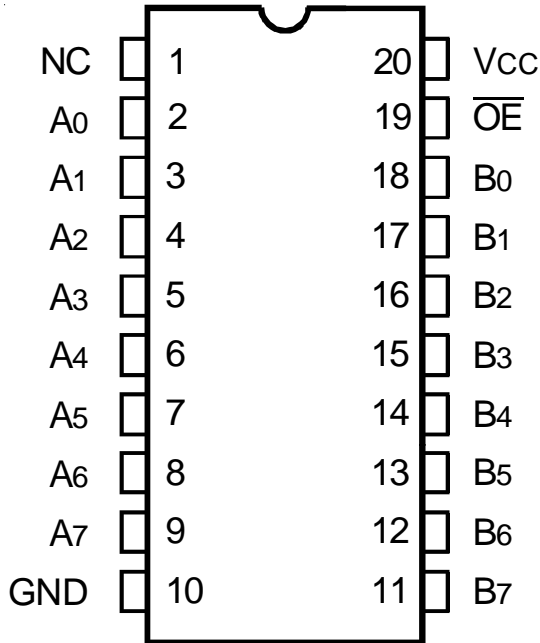 NC 1 20 VCC
A0 2 19 O̅E̅
A1 3 18 B0
A2 4 17 B1
A3 5 16 B2
A4 6 15 B3
A5 7 14 B4
A6 8 13 B5
A7 9 12 B6
GND 10 11 B7